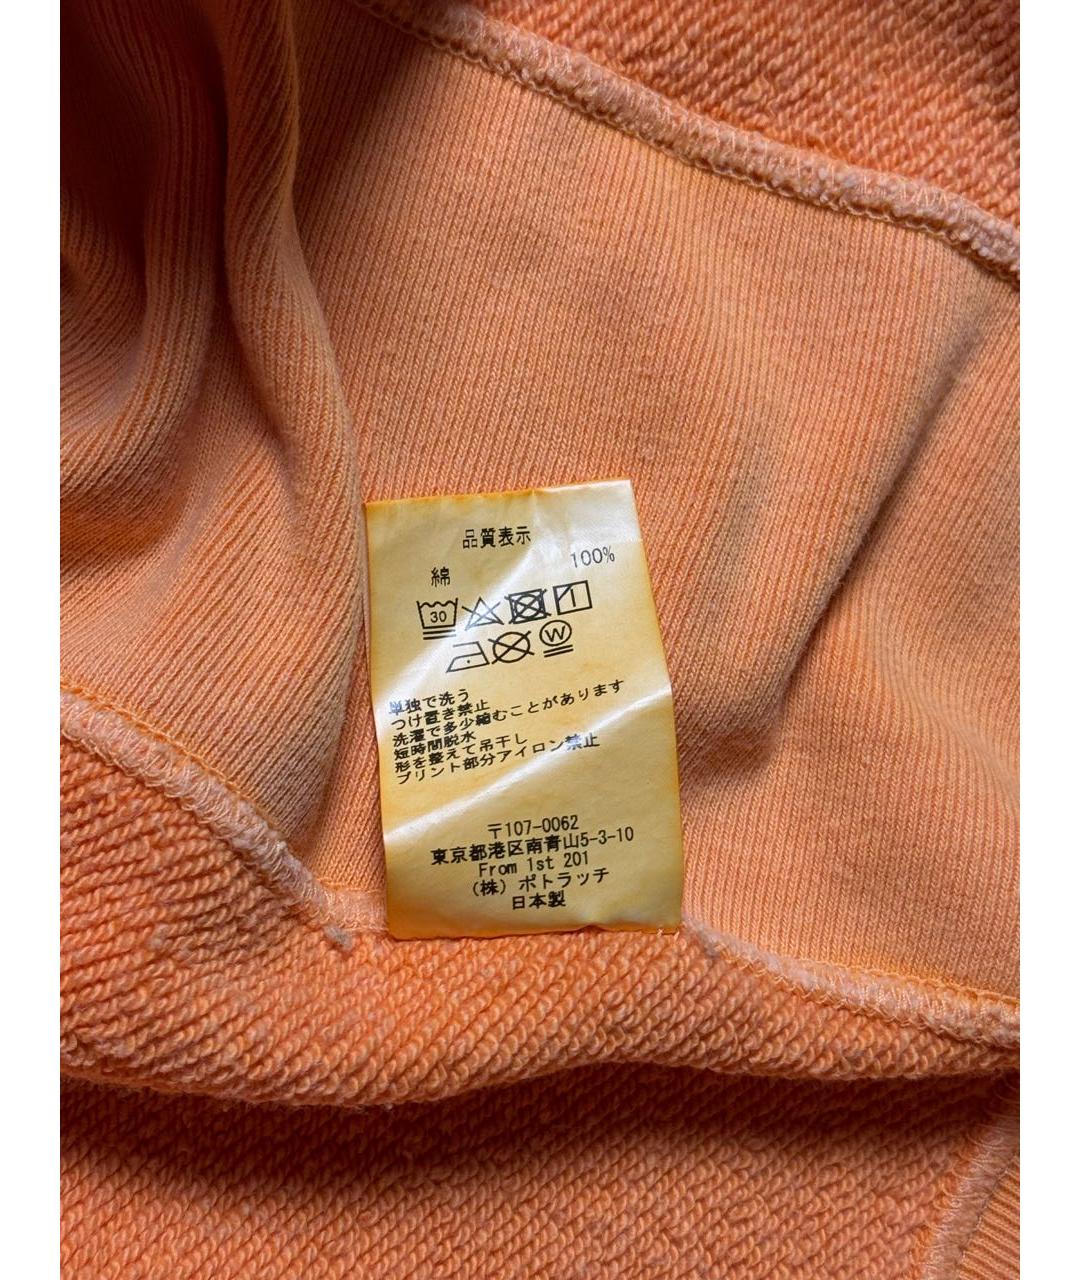 品質表示
綿 100%
30
W
単独で洗う
つけ置き禁止
洗濯で多少縮むことがあります
短時間脱水
形を整えて吊干し
プリント部分アイロン禁止
〒107-0062
東京都港区南青山5-3-10
From 1st 201
(株) ポトラッチ
日本製